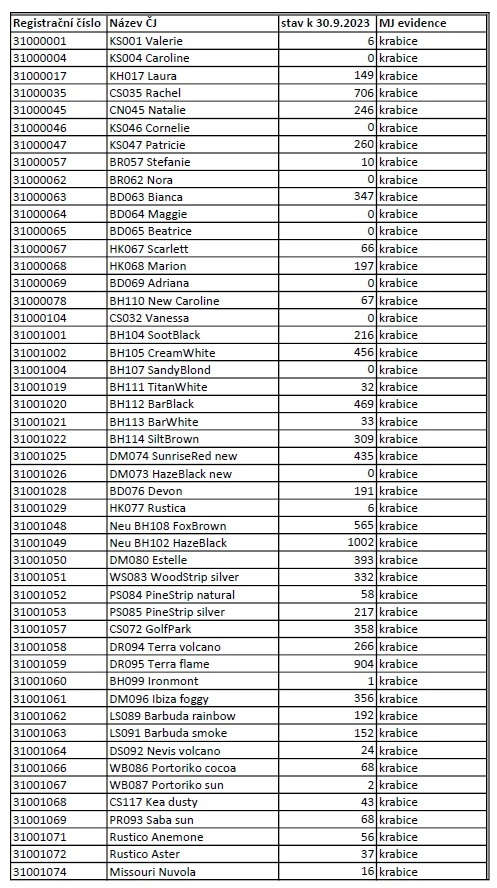 Registrační číslo Název ČJ stav k 30.9.2023 MJ evidence
31000001 KS001 Valerie 6 krabice
31000004 KS004 Caroline 0 krabice
31000017 KH017 Laura 149 krabice
31000035 CS035 Rachel 706 krabice
31000045 CN045 Natalie 246 krabice
31000046 KS046 Cornelie 0 krabice
31000047 KS047 Patricie 260 krabice
31000057 BR057 Stefanie 10 krabice
31000062 BR062 Nora 0 krabice
31000063 BD063 Bianca 347 krabice
31000064 BD064 Maggie 0 krabice
31000065 BD065 Beatrice 0 krabice
31000067 HK067 Scarlett 66 krabice
31000068 HK068 Marion 197 krabice
31000069 BD069 Adriana 0 krabice
31000078 BH110 New Caroline 67 krabice
31000104 CS032 Vanessa 0 krabice
31001001 BH104 SootBlack 216 krabice
31001002 BH105 CreamWhite 456 krabice
31001004 BH107 SandyBlond 0 krabice
31001019 BH111 TitanWhite 32 krabice
31001020 BH112 BarBlack 469 krabice
31001021 BH113 BarWhite 33 krabice
31001022 BH114 SiltBrown 309 krabice
31001025 DM074 SunriseRed new 435 krabice
31001026 DM073 HazeBlack new 0 krabice
31001028 BD076 Devon 191 krabice
31001029 HK077 Rustica 6 krabice
31001048 Neu BH108 FoxBrown 565 krabice
31001049 Neu BH102 HazeBlack 1002 krabice
31001050 DM080 Estelle 393 krabice
31001051 WS083 WoodStrip silver 332 krabice
31001052 PS084 PineStrip natural 58 krabice
31001053 PS085 PineStrip silver 217 krabice
31001057 CS072 GolfPark 358 krabice
31001058 DR094 Terra volcano 266 krabice
31001059 DR095 Terra flame 904 krabice
31001060 BH099 Ironmont 1 krabice
31001061 DM096 Ibiza foggy 356 krabice
31001062 LS089 Barbuda rainbow 192 krabice
31001063 LS091 Barbuda smoke 152 krabice
31001064 DS092 Nevis volcano 24 krabice
31001066 WB086 Portoriko cocoa 68 krabice
31001067 WB087 Portoriko sun 2 krabice
31001068 CS117 Kea dusty 43 krabice
31001069 PR093 Saba sun 68 krabice
31001071 Rustico Anemone 56 krabice
31001072 Rustico Aster 37 krabice
31001074 Missouri Nuvola 16 krabice